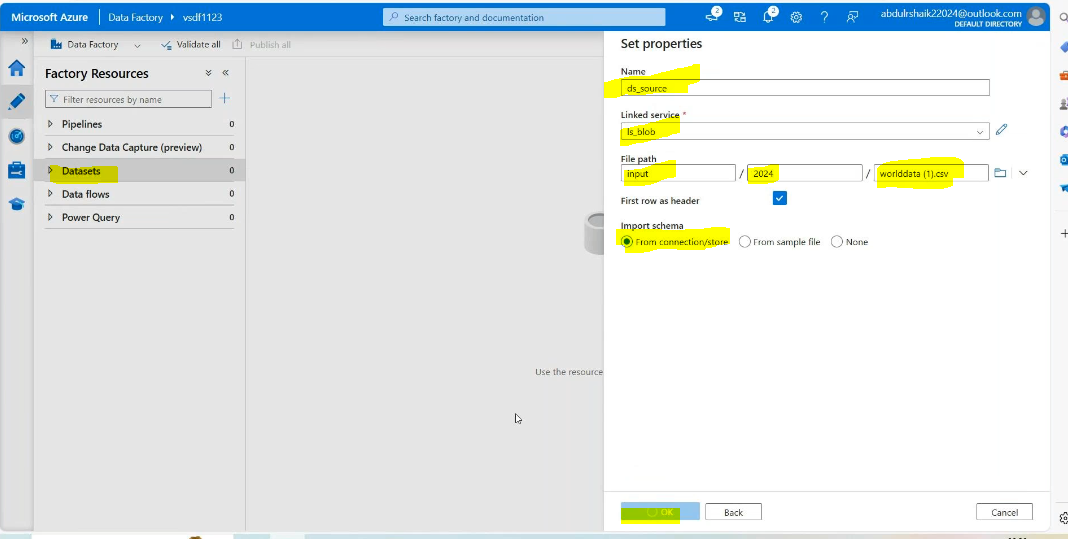 Microsoft Azure
Data Factory
vsdf1123
Search factory and documentation
2
2
abdulrshaik22024@outlook.com
DEFAULT DIRECTORY
Data Factory
Validate all
Publish all
Factory Resources
Filter resources by name
Pipelines 0
Change Data Capture (preview) 0
Datasets 0
Data flows 0
Power Query 0
Use the resource
Set properties
Name
ds_source
Linked service *
ls_blob
File path
input / 2024 / worlddata (1).csv
First row as header
Import schema
From connection/store From sample file None
OK Back Cancel